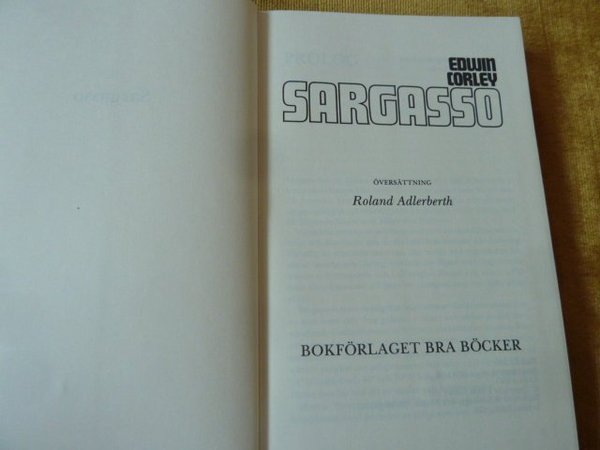 EDWIN
CORLEY
SARGASSO
ÖVERSÄTTNING
Roland Adlerberth
BOKFÖRLAGET BRA BÖCKER